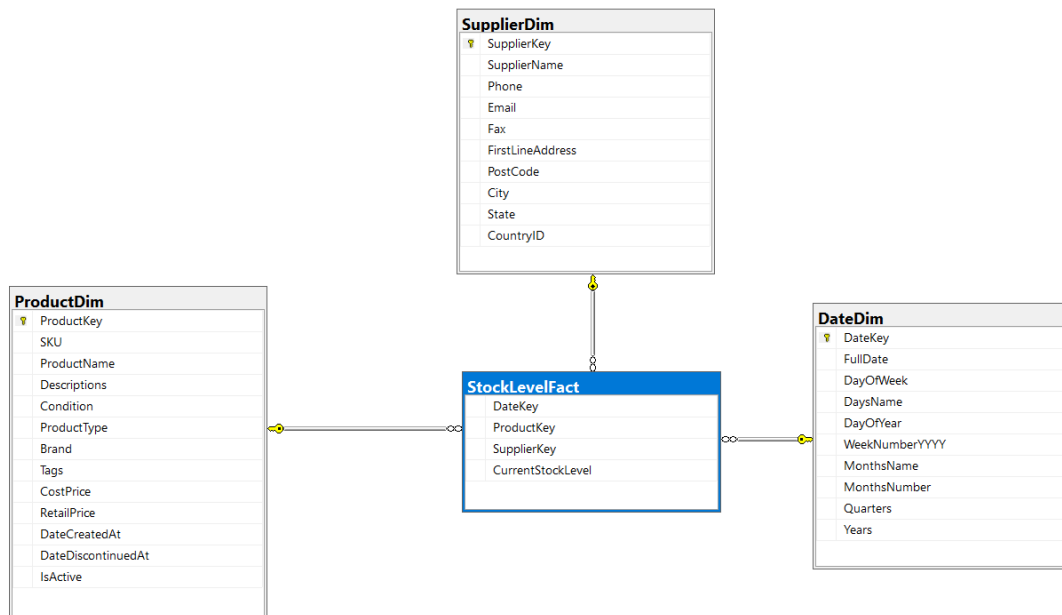 SupplierDim
SupplierKey
SupplierName
Phone
Email
Fax
FirstLineAddress
PostCode
City
State
CountryID
ProductDim
ProductKey
SKU
ProductName
Descriptions
Condition
ProductType
Brand
Tags
CostPrice
RetailPrice
DateCreatedAt
DateDiscontinuedAt
IsActive
StockLevelFact
DateKey
ProductKey
SupplierKey
CurrentStockLevel
DateDim
DateKey
FullDate
DayOfWeek
DaysName
DayOfYear
WeekNumberYYYY
MonthsName
MonthsNumber
Quarters
Years